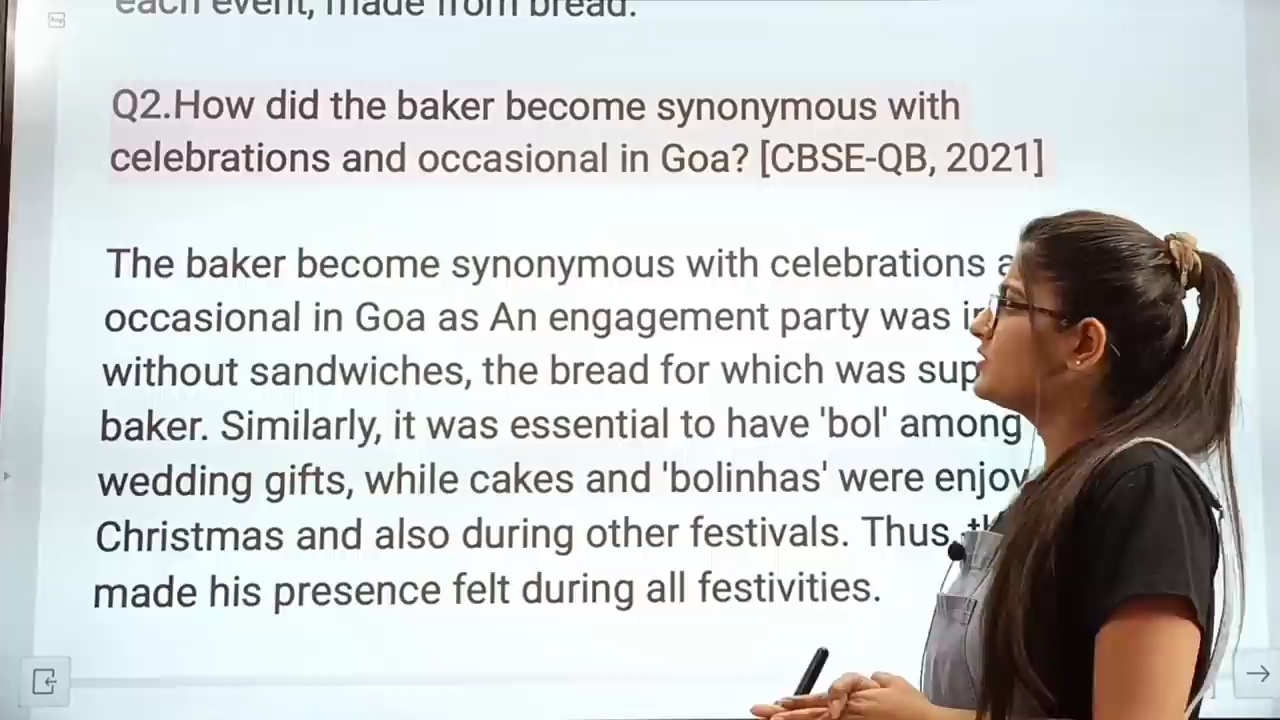 each event, made from bread.
Q2.How did the baker become synonymous with
celebrations and occasional in Goa? [CBSE-QB, 2021]
The baker become synonymous with celebrations
occasional in Goa as An engagement party was
without sandwiches, the bread for which was
baker. Similarly, it was essential to have 'bol' among
wedding gifts, while cakes and 'bolinhas' were
Christmas and also during other festivals. Thus,
made his presence felt during all festivities.